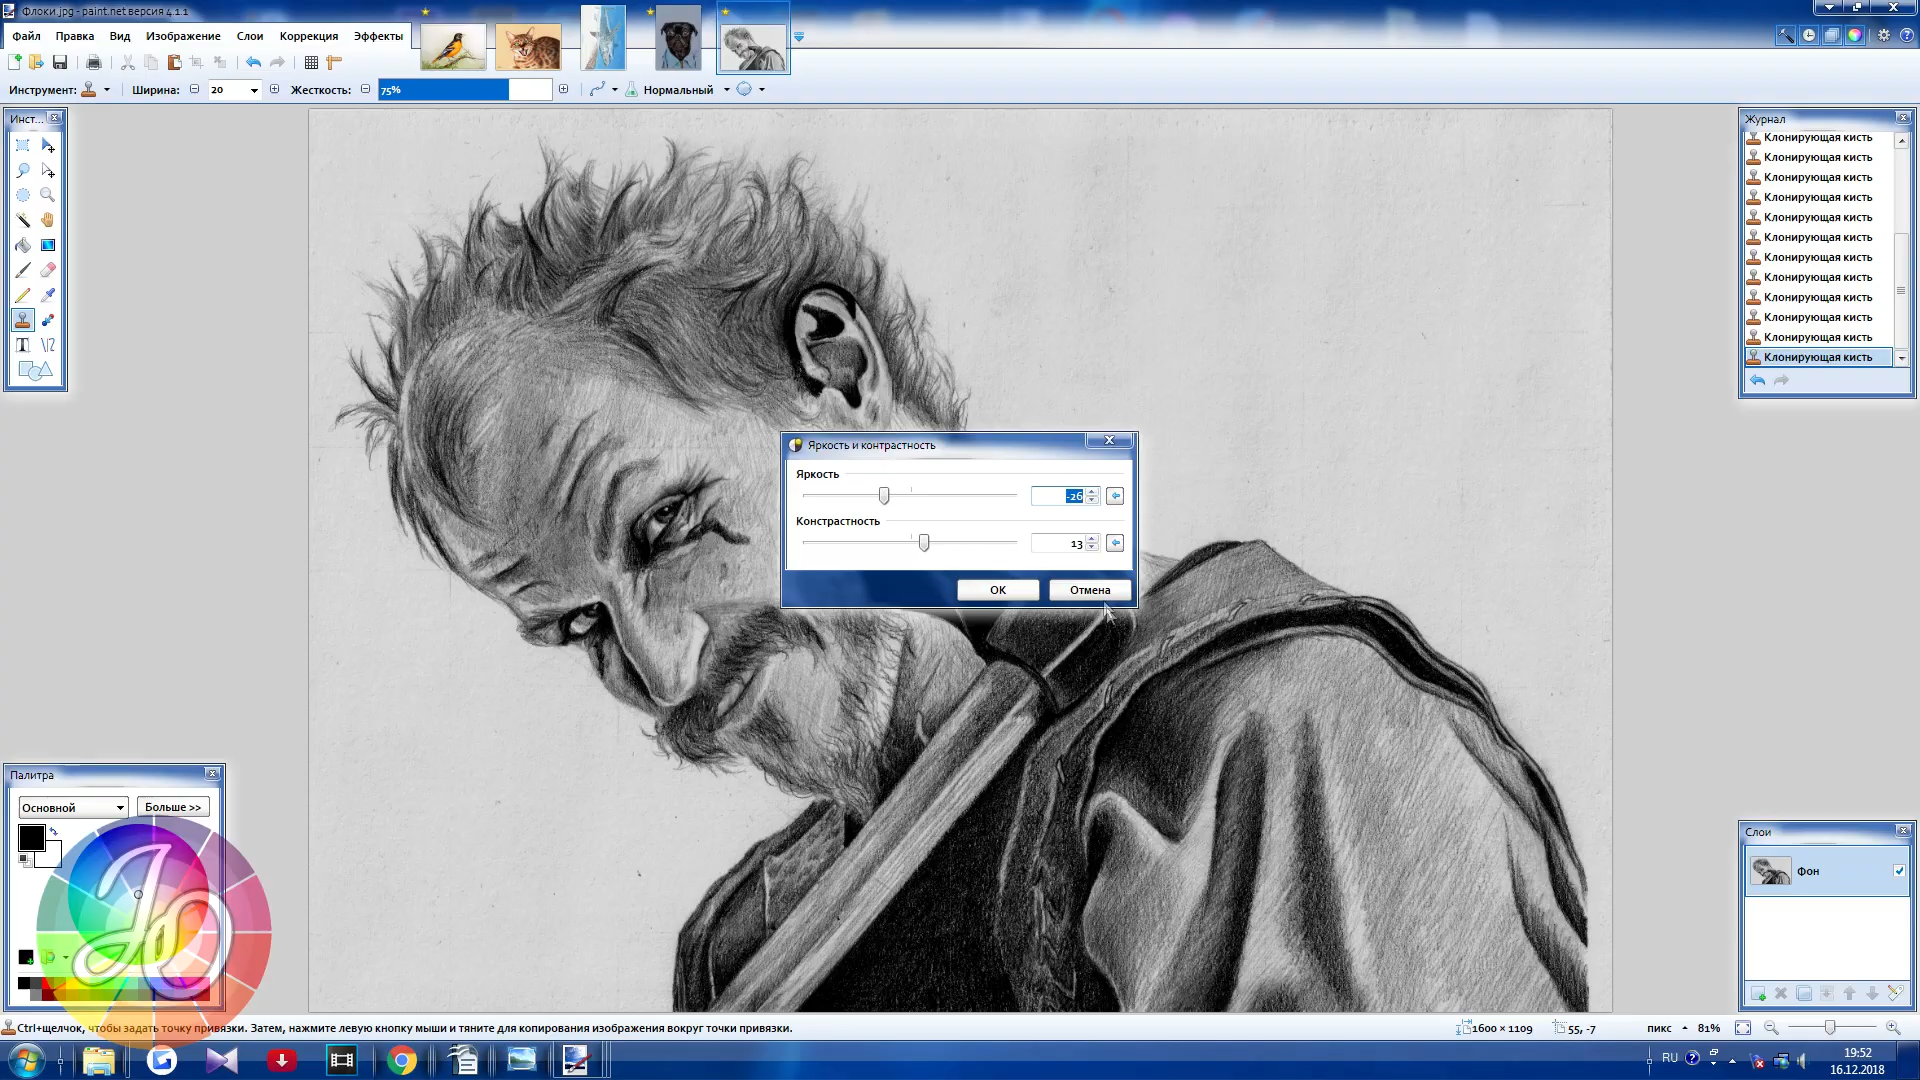 Флоки.jpg - paint.net версия 4.1.1
Файл Правка Вид Изображение Слои Коррекция Эффекты
Инструмент: Ширина: 20 Жесткость: 75% Нормальный
Инст...
Журнал
Клонирующая кисть
Клонирующая кисть
Клонирующая кисть
Клонирующая кисть
Клонирующая кисть
Клонирующая кисть
Клонирующая кисть
Клонирующая кисть
Клонирующая кисть
Клонирующая кисть
Клонирующая кисть
Клонирующая кисть
Яркость и контрастность
Яркость
-26
Констрастность
13
OK Отмена
Палитра
Основной Больше >>
Слои
Фон
Ctrl+щелчок, чтобы задать точку привязки. Затем, нажмите левую кнопку мыши и тяните для копирования изображения вокруг точки привязки.
1600 × 1109 55, -7 пикс 81%
RU 19:52
16.12.2018